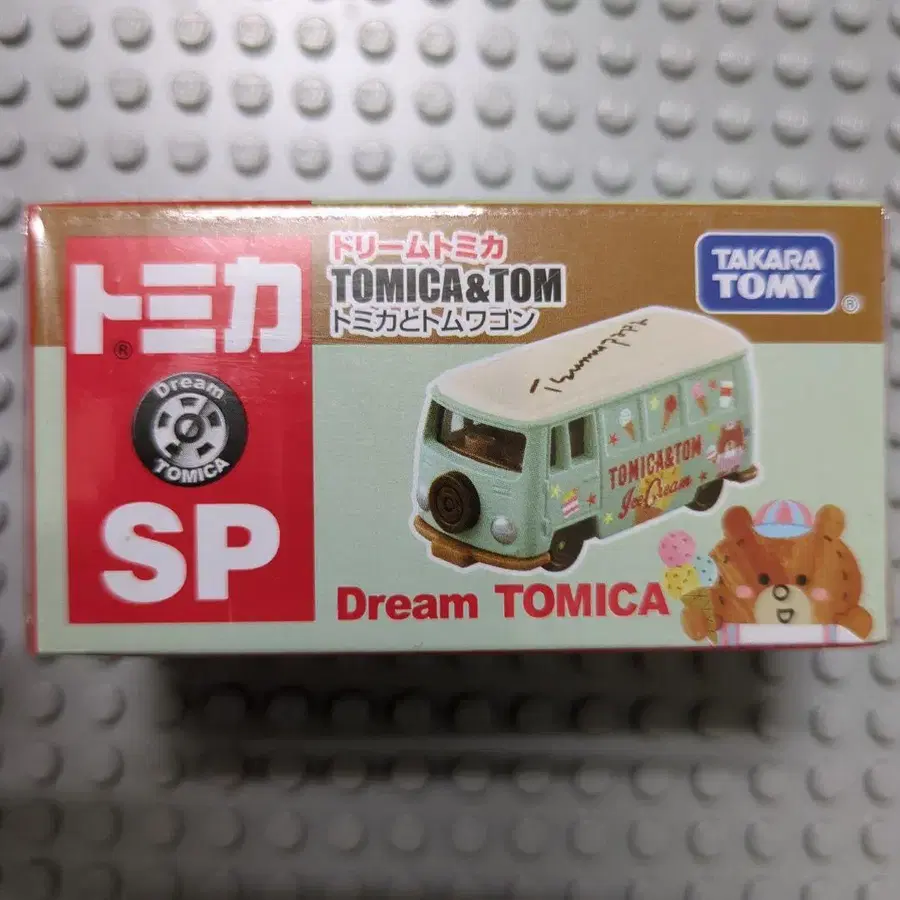 トミカ
®
Dream
TOMICA
SP
ドリームトミカ
TOMICA&TOM
トミカとトムワゴン
TAKARA
TOMY
®
TOMICA&TOM
Ice Cream
Dream TOMICA